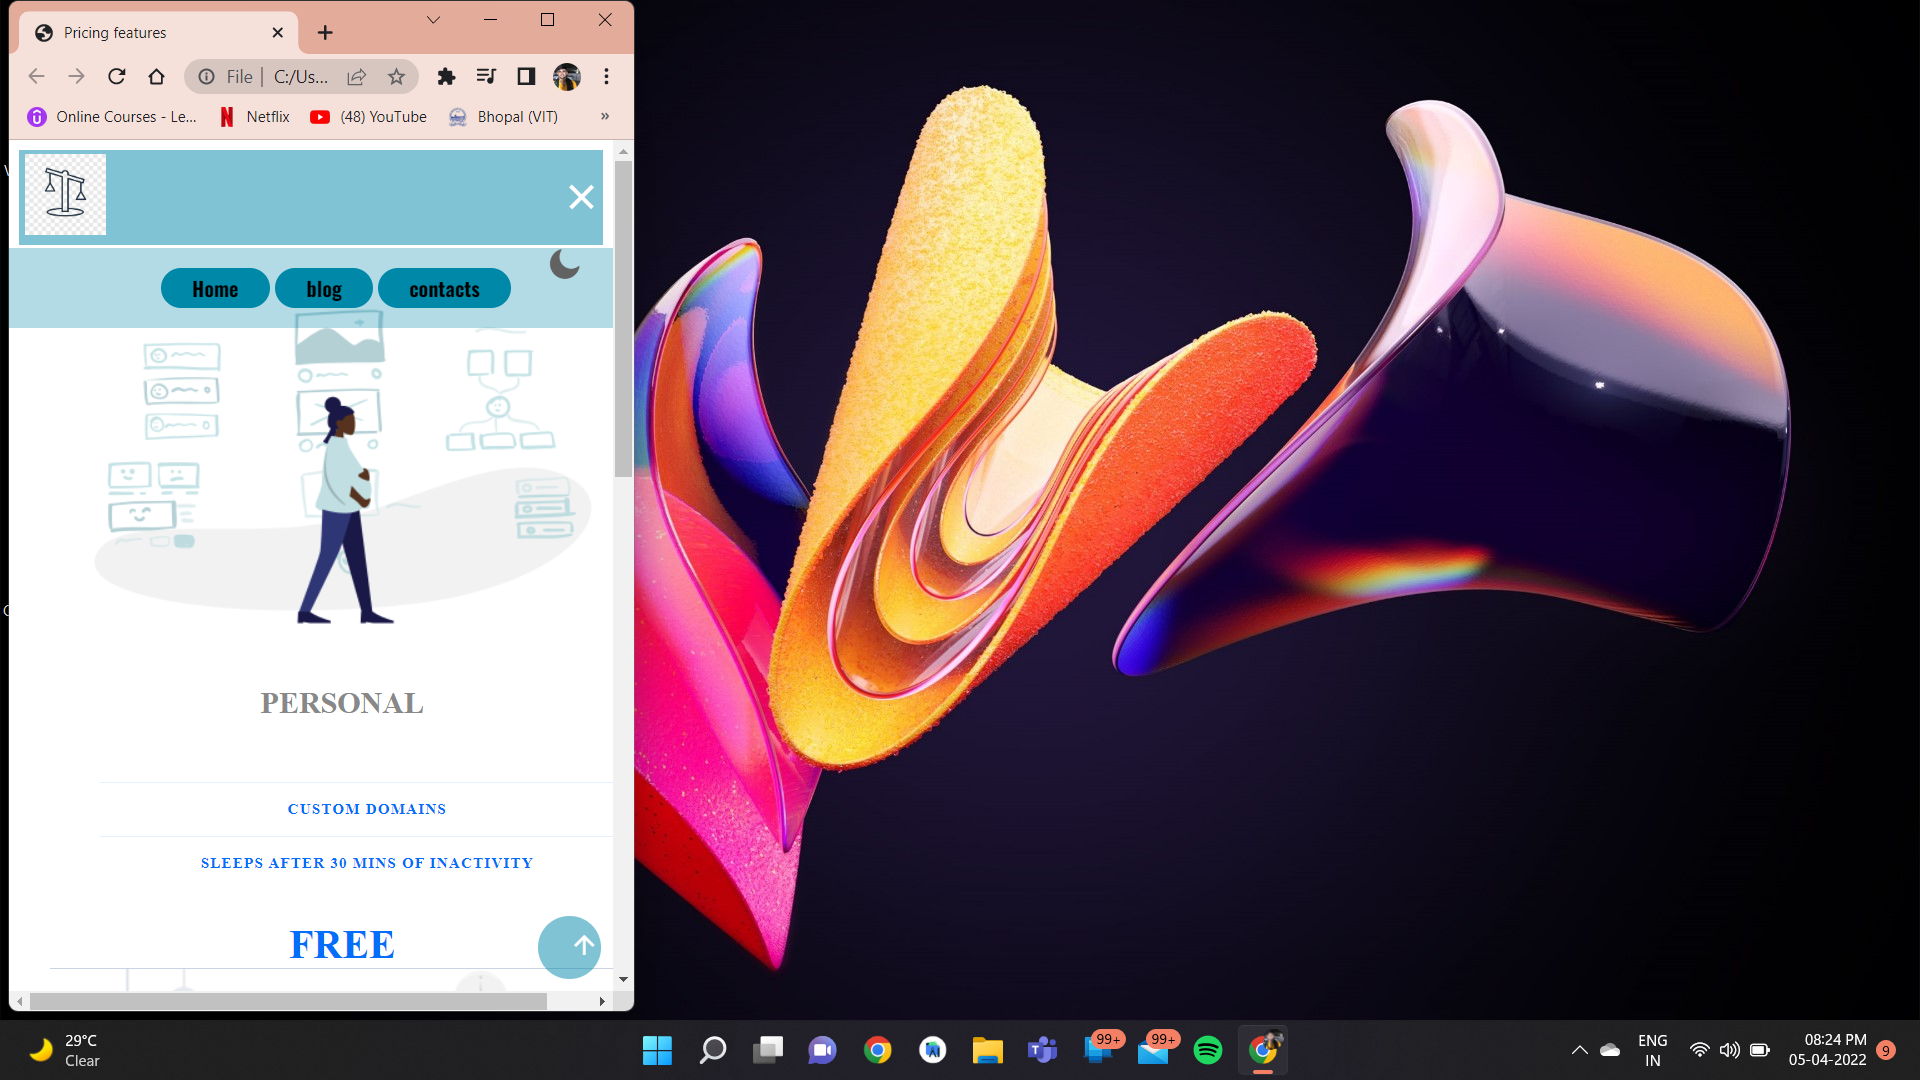 Pricing features
File
C:/Us...
Online Courses - Le...
Netflix
(48) YouTube
Bhopal (VIT)
»
Home
blog
contacts
PERSONAL
CUSTOM DOMAINS
SLEEPS AFTER 30 MINS OF INACTIVITY
FREE
29°C
Clear
99+
99+
ENG
IN
08:24 PM
05-04-2022
9